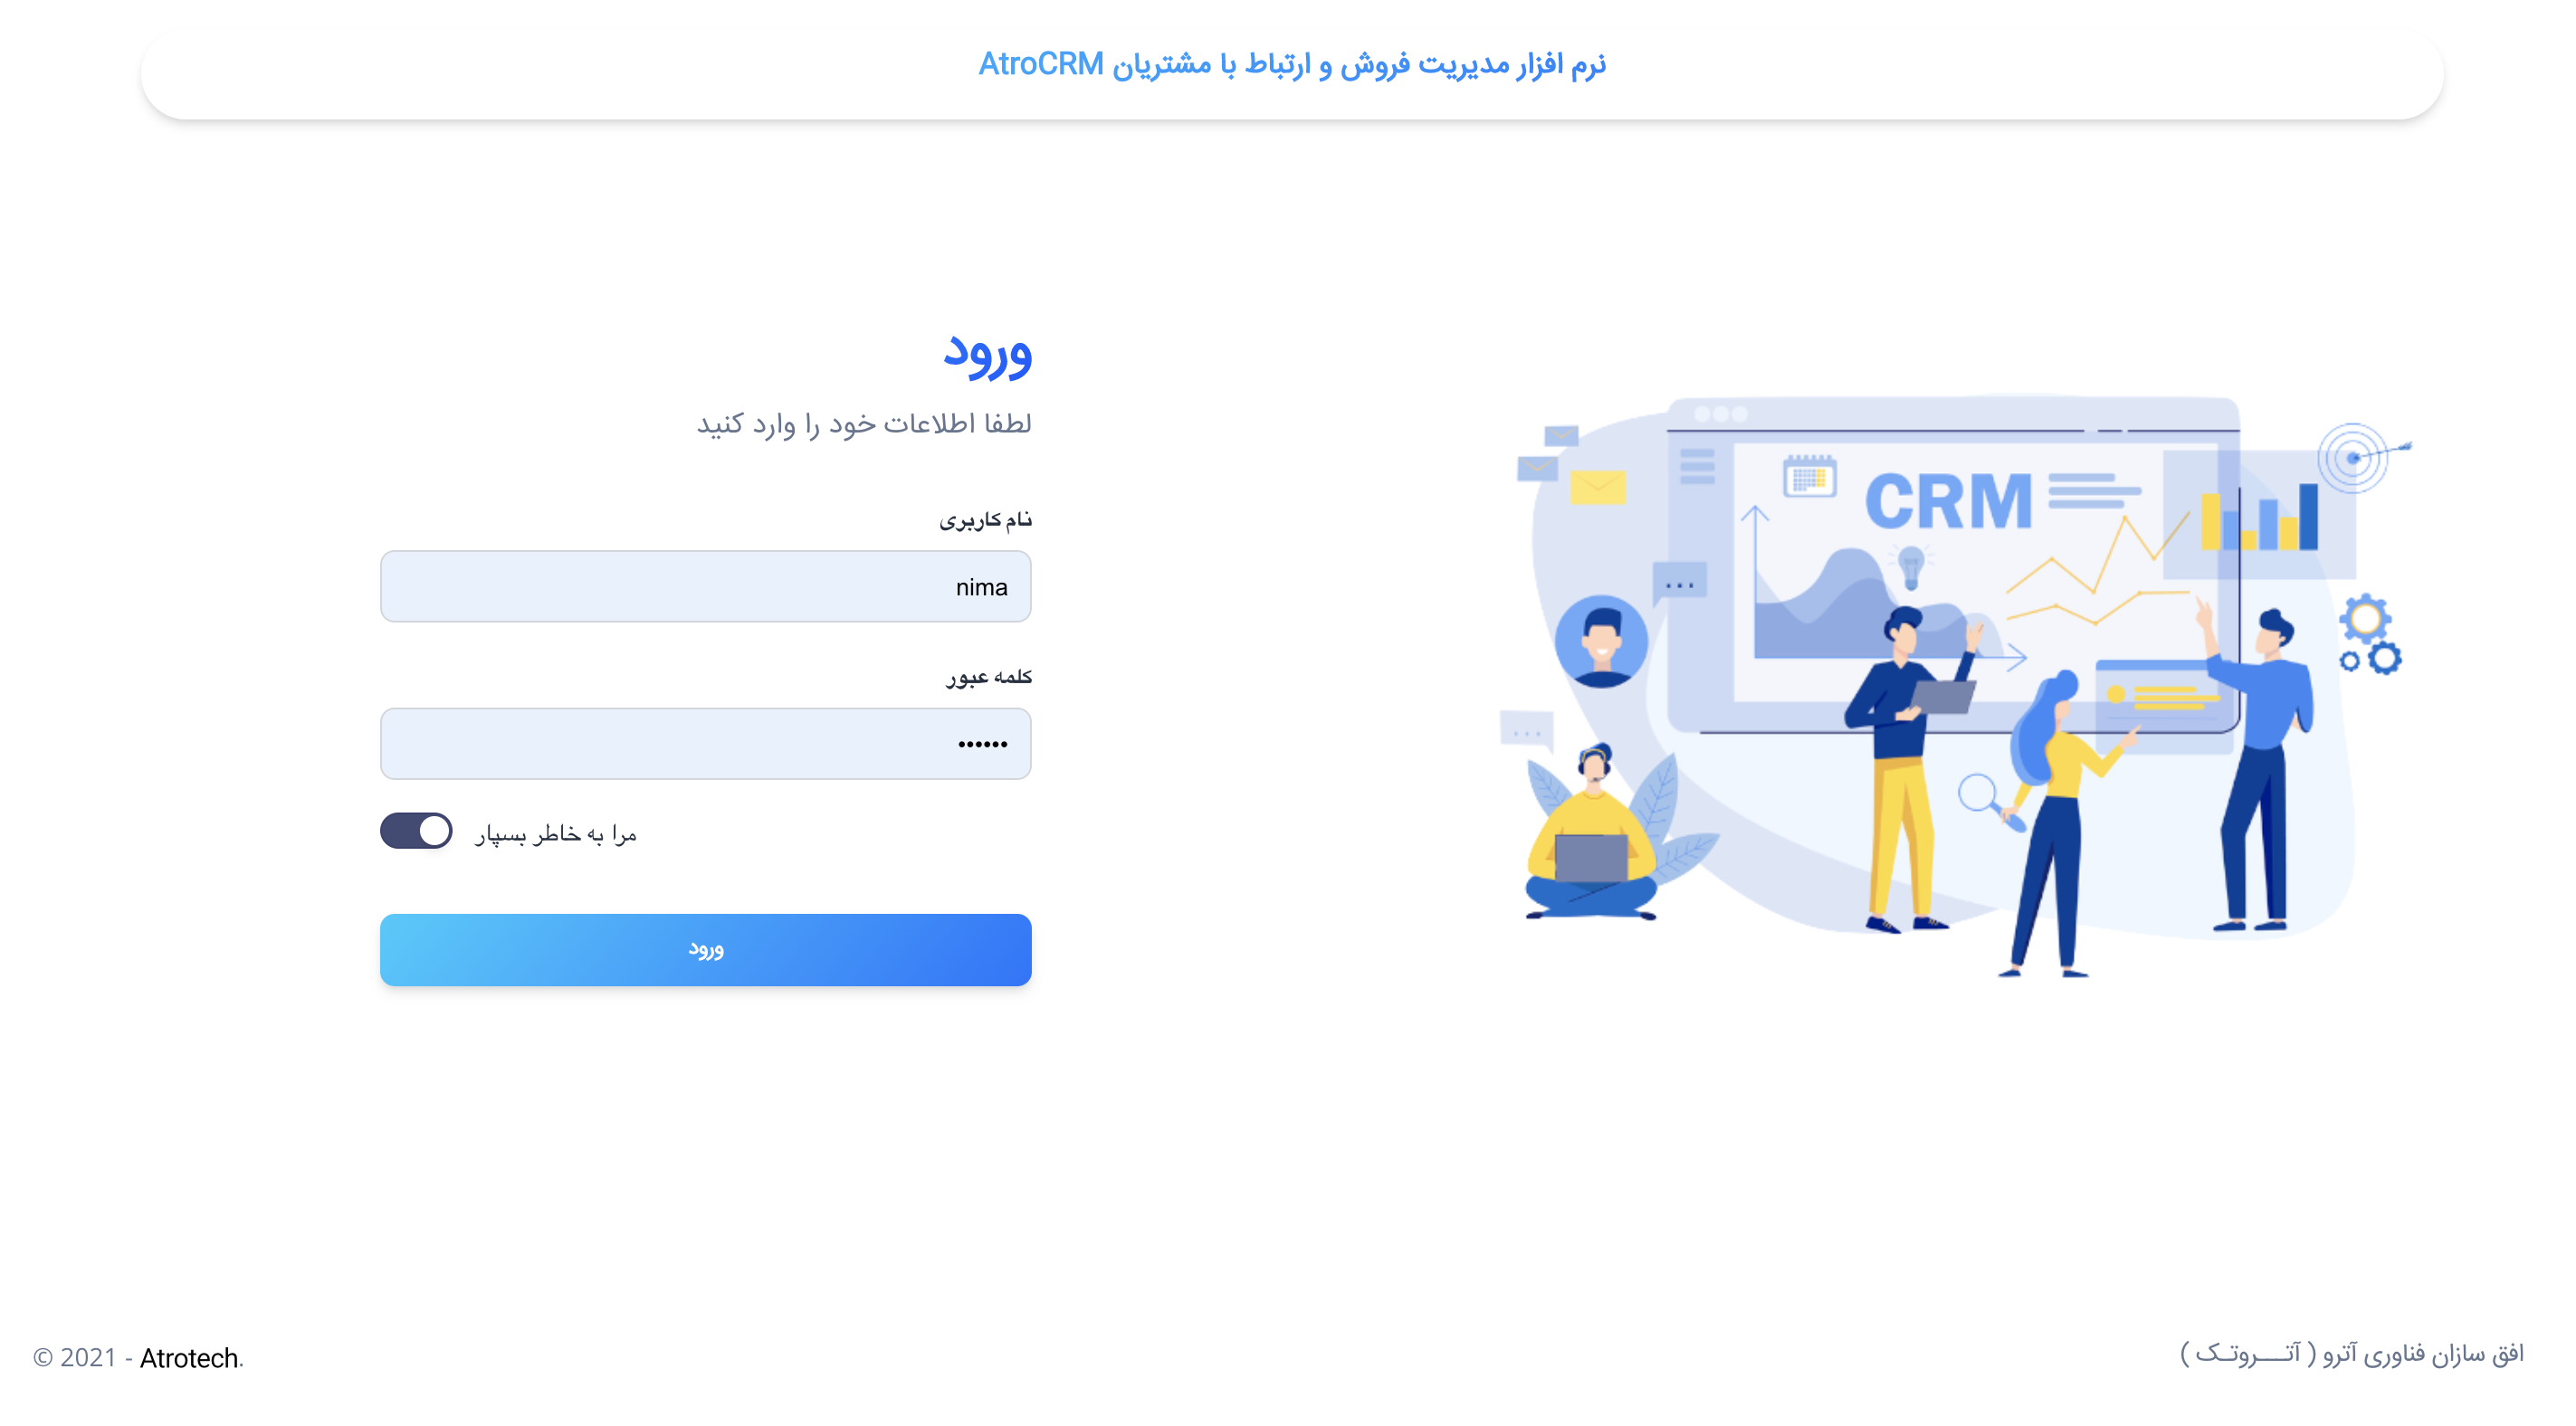 نرم افزار مدیریت فروش و ارتباط با مشتریان AtroCRM
CRM
ورود
لطفا اطلاعات خود را وارد کنید
نام کاربری
nima
کلمه عبور
••••••
مرا به خاطر بسپار
ورود
افق سازان فناوری آترو ( آتـــروتـک )
© 2021 - Atrotech.